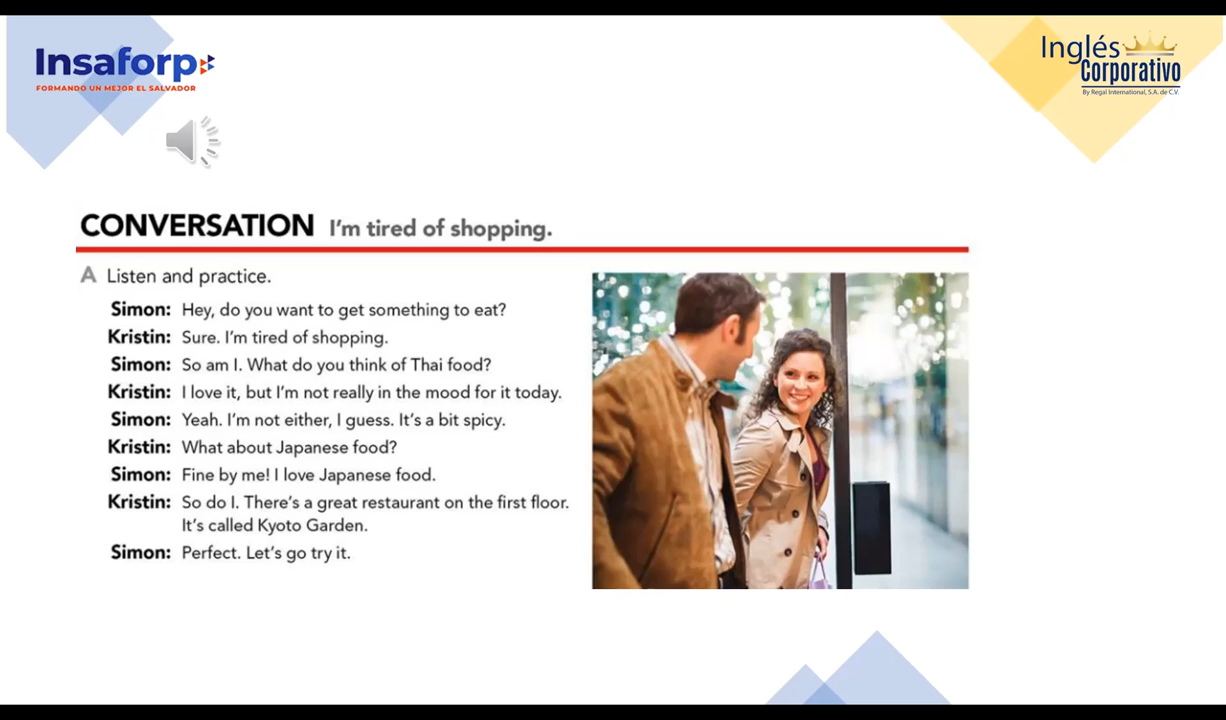 Insaforp
FORMANDO UN MEJOR EL SALVADOR
Inglés
Corporativo
By Regal International, S.A. de C.V.
CONVERSATION I'm tired of shopping.
A Listen and practice.
Simon: Hey, do you want to get something to eat?
Kristin: Sure. I'm tired of shopping.
Simon: So am I. What do you think of Thai food?
Kristin: I love it, but I'm not really in the mood for it today.
Simon: Yeah. I'm not either, I guess. It's a bit spicy.
Kristin: What about Japanese food?
Simon: Fine by me! I love Japanese food.
Kristin: So do I. There's a great restaurant on the first floor.
It's called Kyoto Garden.
Simon: Perfect. Let's go try it.